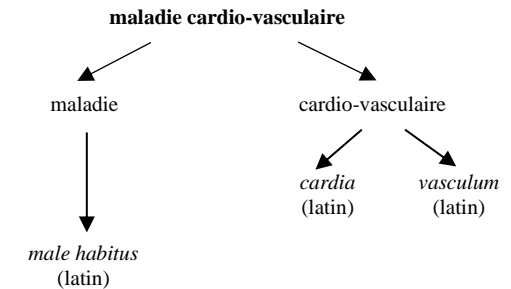 maladie cardio-vasculaire
maladie
cardio-vasculaire
cardia
(latin)
vasculum
(latin)
male habitus
(latin)